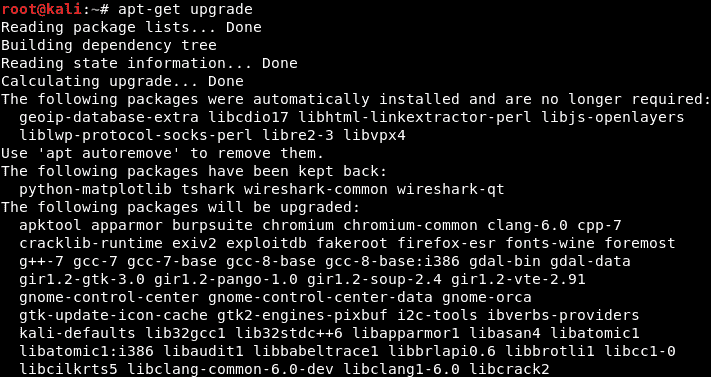 root@kali:~# apt-get upgrade
Reading package lists... Done
Building dependency tree
Reading state information... Done
Calculating upgrade... Done
The following packages were automatically installed and are no longer required:
  geoip-database-extra libcdio17 libhtml-linkextractor-perl libjs-openlayers
  liblwp-protocol-socks-perl libre2-3 libvpx4
Use 'apt autoremove' to remove them.
The following packages have been kept back:
  python-matplotlib tshark wireshark-common wireshark-qt
The following packages will be upgraded:
  apktool apparmor burpsuite chromium chromium-common clang-6.0 cpp-7
  cracklib-runtime exiv2 exploitdb fakeroot firefox-esr fonts-wine foremost
  g++-7 gcc-7 gcc-7-base gcc-8-base gcc-8-base:i386 gdal-bin gdal-data
  gir1.2-gtk-3.0 gir1.2-pango-1.0 gir1.2-soup-2.4 gir1.2-vte-2.91
  gnome-control-center gnome-control-center-data gnome-orca
  gtk-update-icon-cache gtk2-engines-pixbuf i2c-tools ibverbs-providers
  kali-defaults lib32gcc1 lib32stdc++6 libapparmor1 libasan4 libatomic1
  libatomic1:i386 libaudit1 libbabeltrace1 libbrlapi0.6 libbrotli1 libcc1-0
  libcilkrts5 libclang-common-6.0-dev libclang1-6.0 libcrack2